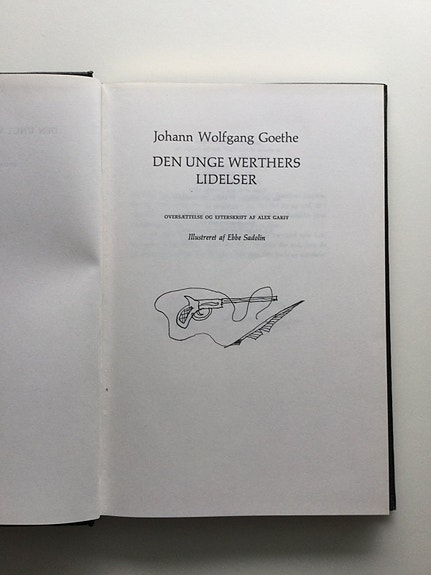 Johann Wolfgang Goethe
DEN UNGE WERTHERS
LIDELSER
OVERSÆTTELSE OG EFTERSKRIFT AF ALEX GARFF
Illustreret af Ebbe Sadolin